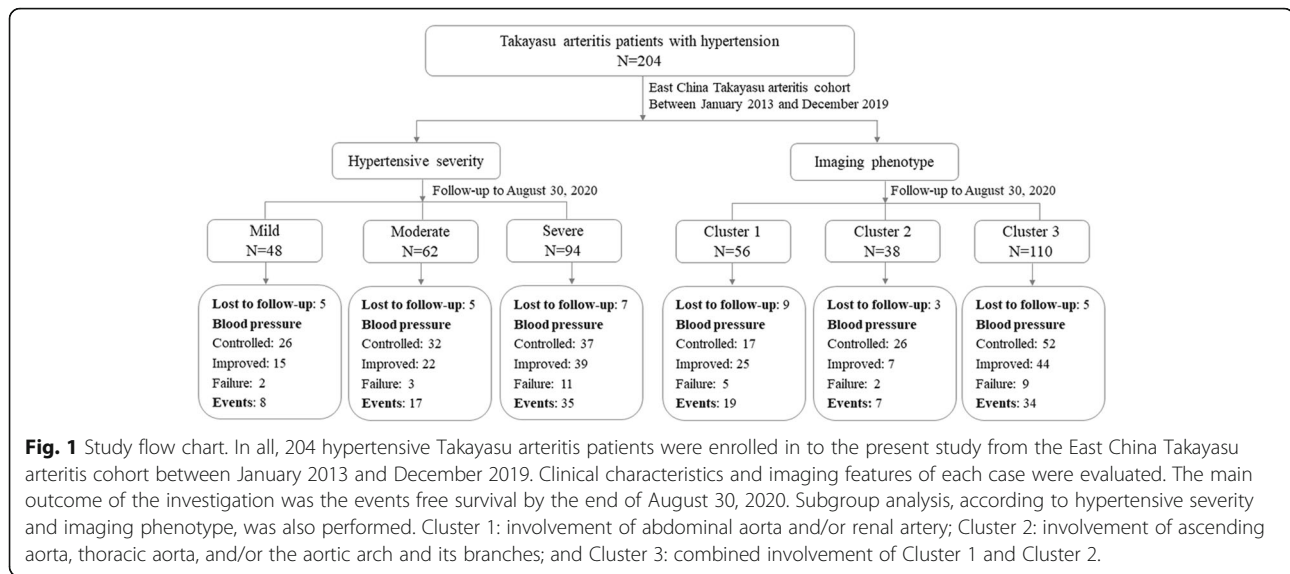 Takayasu arteritis patients with hypertension
N=204
East China Takayasu arteritis cohort
Between January 2013 and December 2019
Hypertensive severity
Imaging phenotype
Follow-up to August 30, 2020
Follow-up to August 30, 2020
Mild
N=48
Moderate
N=62
Severe
N=94
Cluster 1
N=56
Cluster 2
N=38
Cluster 3
N=110
Lost to follow-up: 5
Blood pressure
Controlled: 26
Improved: 15
Failure: 2
Events: 8
Lost to follow-up: 5
Blood pressure
Controlled: 32
Improved: 22
Failure: 3
Events: 17
Lost to follow-up: 7
Blood pressure
Controlled: 37
Improved: 39
Failure: 11
Events: 35
Lost to follow-up: 9
Blood pressure
Controlled: 17
Improved: 25
Failure: 5
Events: 19
Lost to follow-up: 3
Blood pressure
Controlled: 26
Improved: 7
Failure: 2
Events: 7
Lost to follow-up: 5
Blood pressure
Controlled: 52
Improved: 44
Failure: 9
Events: 34
Fig. 1 Study flow chart. In all, 204 hypertensive Takayasu arteritis patients were enrolled in to the present study from the East China Takayasu
arteritis cohort between January 2013 and December 2019. Clinical characteristics and imaging features of each case were evaluated. The main
outcome of the investigation was the events free survival by the end of August 30, 2020. Subgroup analysis, according to hypertensive severity
and imaging phenotype, was also performed. Cluster 1: involvement of abdominal aorta and/or renal artery; Cluster 2: involvement of ascending
aorta, thoracic aorta, and/or the aortic arch and its branches; and Cluster 3: combined involvement of Cluster 1 and Cluster 2.